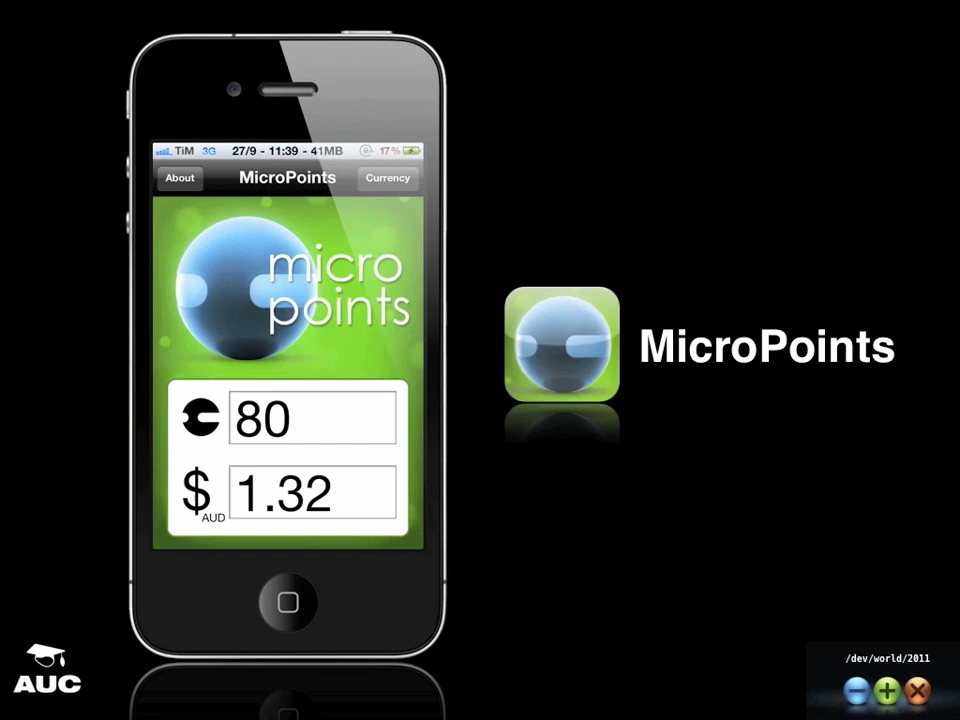 TiM 3G 27/9 - 11:39 - 41MB 17%
About MicroPoints Currency
micro
points
80
$ 1.32
AUD
MicroPoints
AUC
/dev/world/2011